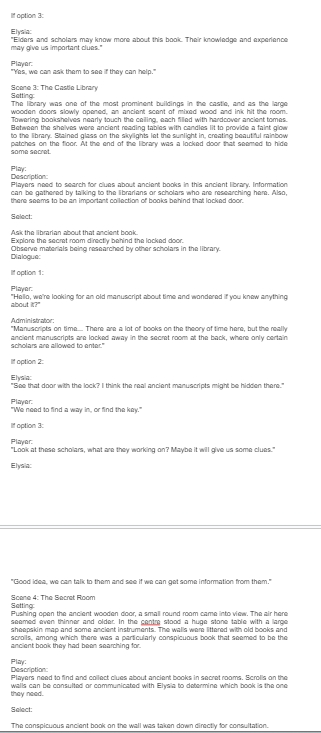 If option 3:
Elysia:
"Elders and scholars may know more about this book. Their knowledge and experience
may give us important clues."
Player:
"Yes, we can ask them to see if they can help."
Scene 3: The Castle Library
Setting:
The library was one of the most prominent buildings in the castle, and as the large
wooden doors slowly opened, an ancient scent of mixed wood and ink hit the room.
Towering bookshelves nearly touch the ceiling, each filled with hardcover ancient tomes.
Between the shelves were ancient reading tables with candles lit to provide a faint glow
to the library. Stained glass on the skylights let the sunlight in, creating beautiful rainbow
patches on the floor. At the end of the library was a locked door that seemed to hide
some secret.
Play:
Description:
Players need to search for clues about ancient books in this ancient library. Information
can be gathered by talking to the librarians or scholars who are researching here. Also,
there seems to be an important collection of books behind that locked door.
Select:
Ask the librarian about that ancient book.
Explore the secret room directly behind the locked door.
Observe materials being researched by other scholars in the library.
Dialogue:
If option 1:
Player:
"Hello, we're looking for an old manuscript about time and wondered if you knew anything
about it?"
Administrator:
"Manuscripts on time... There are a lot of books on the theory of time here, but the really
ancient manuscripts are locked away in the secret room at the back, where only certain
scholars are allowed to enter."
If option 2:
Elysia:
"See that door with the lock? I think the real ancient manuscripts might be hidden there."
Player:
"We need to find a way in, or find the key."
If option 3:
Player:
"Look at these scholars, what are they working on? Maybe it will give us some clues."
Elysia:
"Good idea, we can talk to them and see if we can get some information from them."
Scene 4: The Secret Room
Setting:
Pushing open the ancient wooden door, a small round room came into view. The air here
seemed even thinner and older. In the centre stood a huge stone table with a large
sheepskin map and some ancient instruments. The walls were littered with old books and
scrolls, among which there was a particularly conspicuous book that seemed to be the
ancient book they had been searching for.
Play:
Description:
Players need to find and collect clues about ancient books in secret rooms. Scrolls on the
walls can be consulted or communicated with Elysia to determine which book is the one
they need.
Select:
The conspicuous ancient book on the wall was taken down directly for consultation.